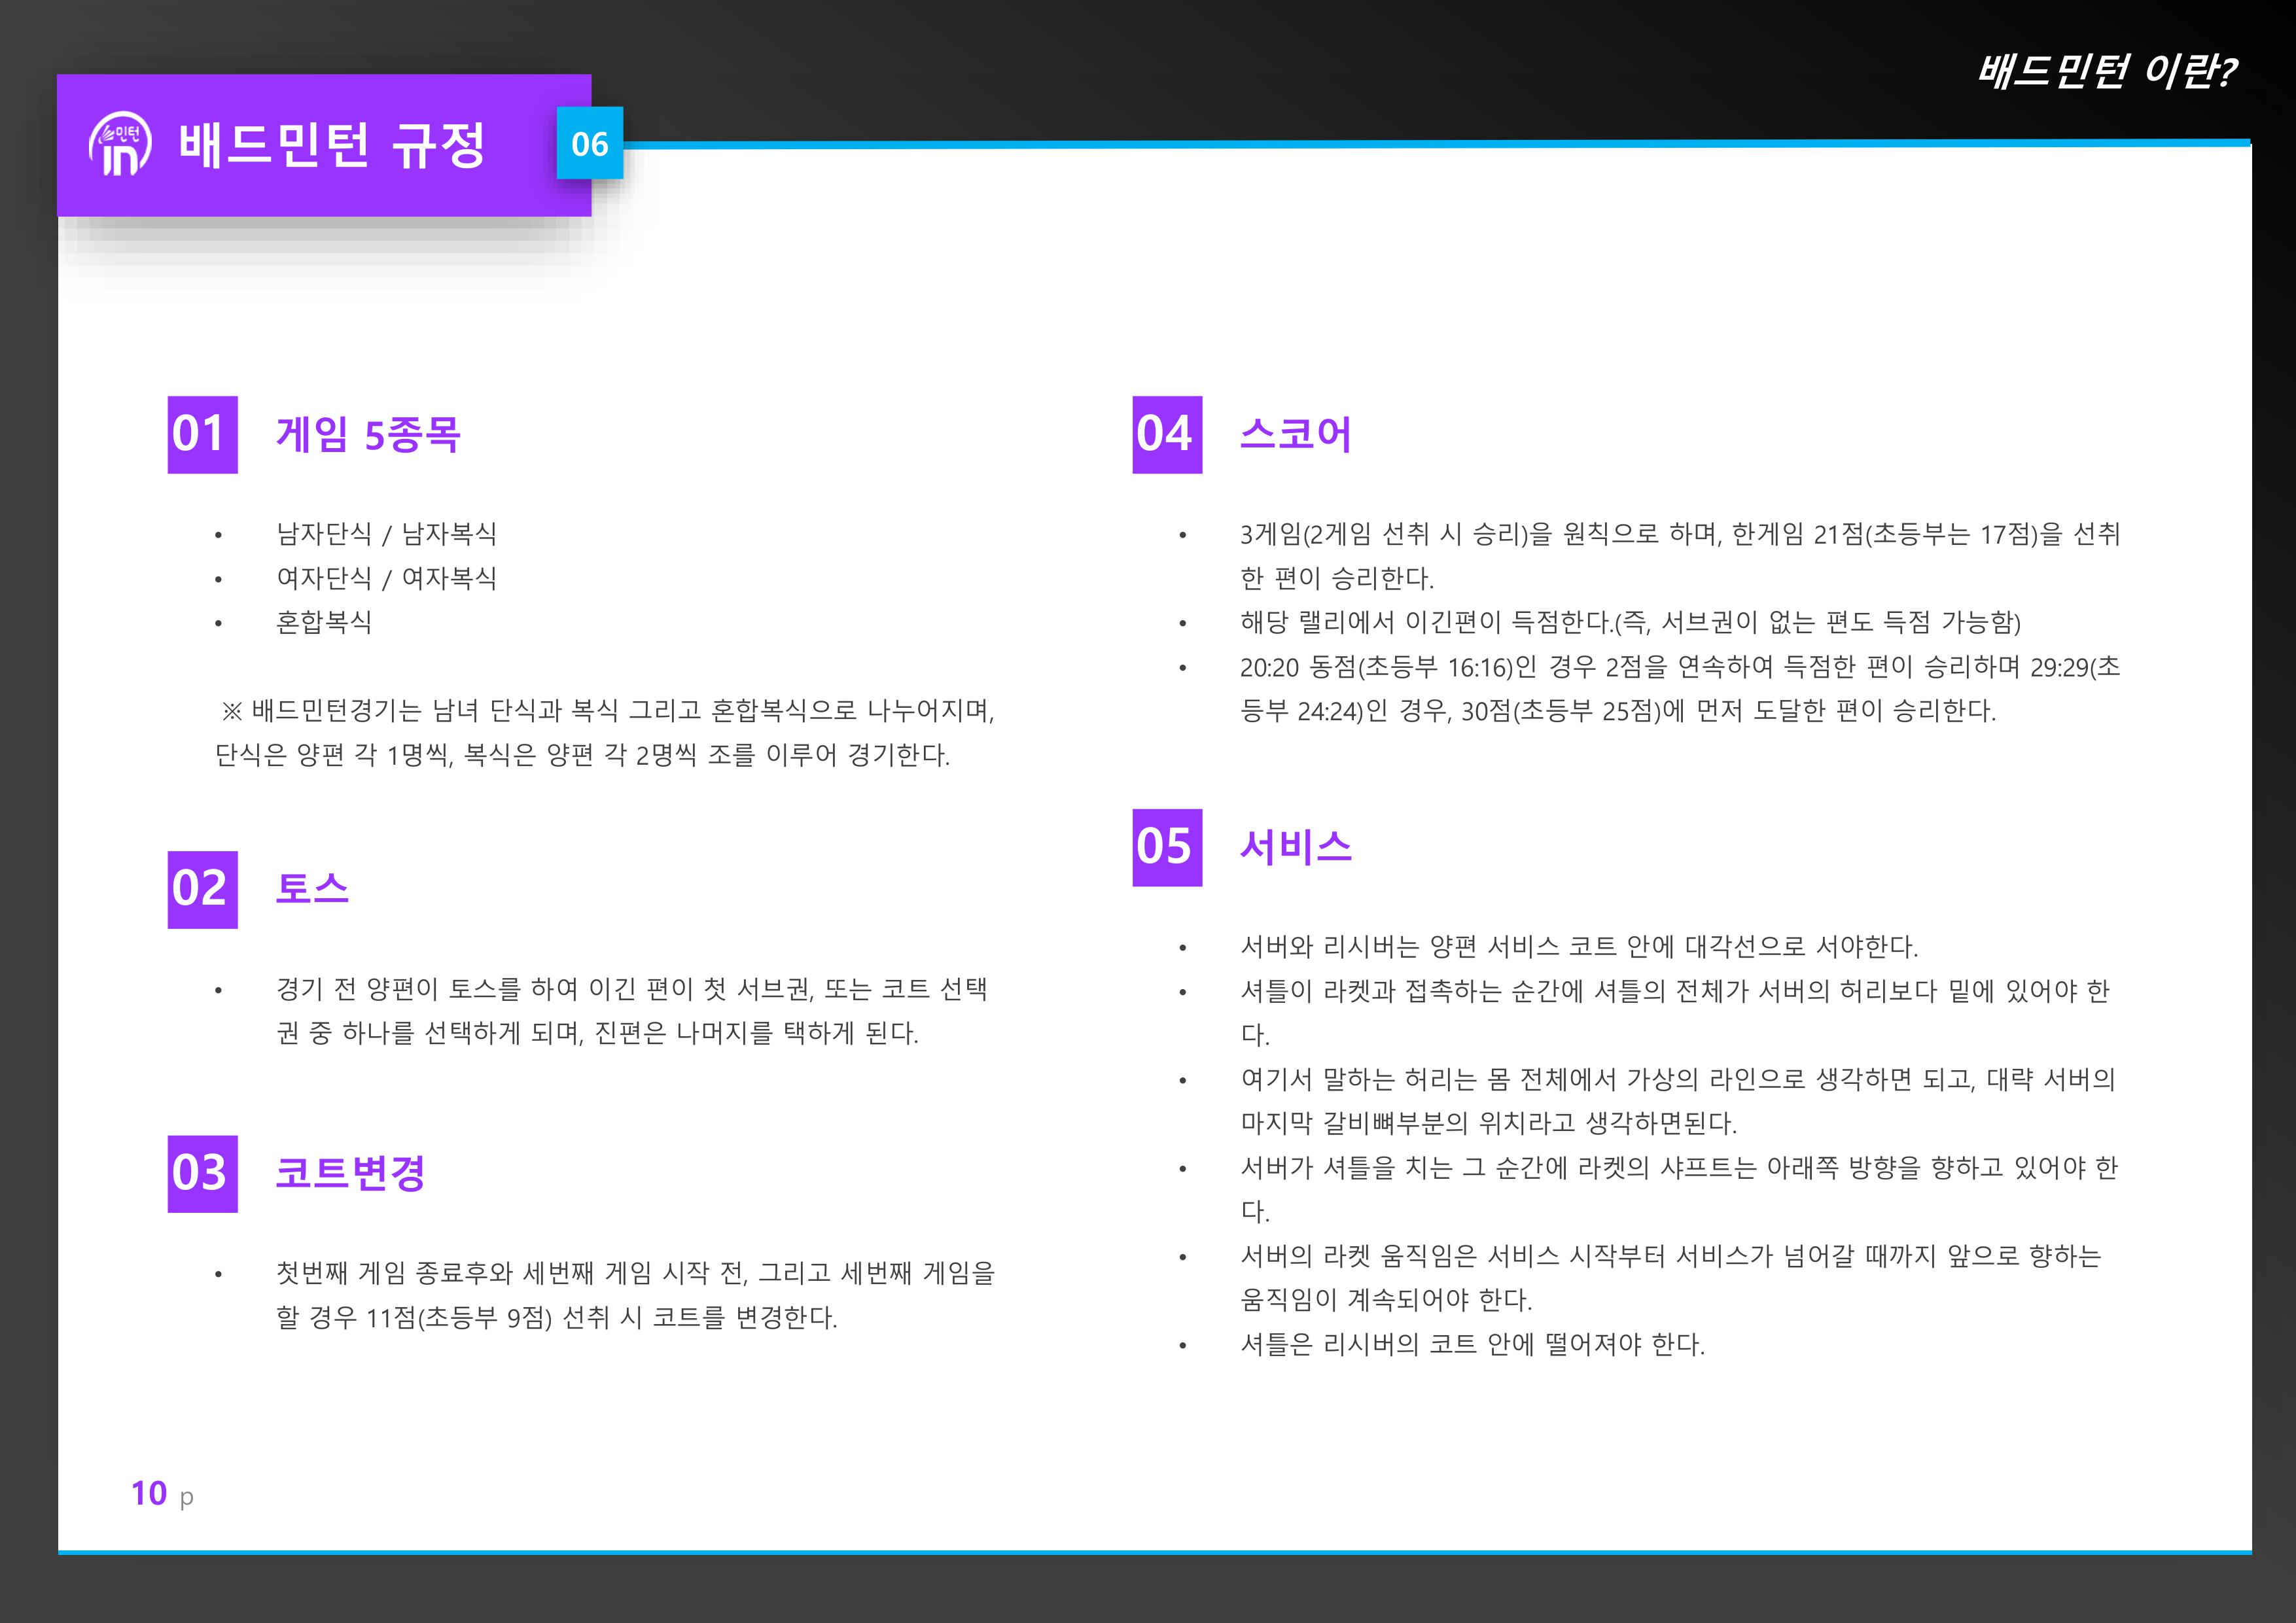 배드민턴 이란?
민턴
in
배드민턴 규정
06
01
게임 5종목
• 남자단식 / 남자복식
• 여자단식 / 여자복식
• 혼합복식
※ 배드민턴경기는 남녀 단식과 복식 그리고 혼합복식으로 나누어지며,
단식은 양편 각 1명씩, 복식은 양편 각 2명씩 조를 이루어 경기한다.
02
토스
• 경기 전 양편이 토스를 하여 이긴 편이 첫 서브권, 또는 코트 선택
권 중 하나를 선택하게 되며, 진편은 나머지를 택하게 된다.
03
코트변경
• 첫번째 게임 종료후와 세번째 게임 시작 전, 그리고 세번째 게임을
할 경우 11점(초등부 9점) 선취 시 코트를 변경한다.
04
스코어
• 3게임(2게임 선취 시 승리)을 원칙으로 하며, 한게임 21점(초등부는 17점)을 선취
한 편이 승리한다.
• 해당 랠리에서 이긴편이 득점한다.(즉, 서브권이 없는 편도 득점 가능함)
• 20:20 동점(초등부 16:16)인 경우 2점을 연속하여 득점한 편이 승리하며 29:29(초
등부 24:24)인 경우, 30점(초등부 25점)에 먼저 도달한 편이 승리한다.
05
서비스
• 서버와 리시버는 양편 서비스 코트 안에 대각선으로 서야한다.
• 셔틀이 라켓과 접촉하는 순간에 셔틀의 전체가 서버의 허리보다 밑에 있어야 한
다.
• 여기서 말하는 허리는 몸 전체에서 가상의 라인으로 생각하면 되고, 대략 서버의
마지막 갈비뼈부분의 위치라고 생각하면된다.
• 서버가 셔틀을 치는 그 순간에 라켓의 샤프트는 아래쪽 방향을 향하고 있어야 한
다.
• 서버의 라켓 움직임은 서비스 시작부터 서비스가 넘어갈 때까지 앞으로 향하는
움직임이 계속되어야 한다.
• 셔틀은 리시버의 코트 안에 떨어져야 한다.
10 p